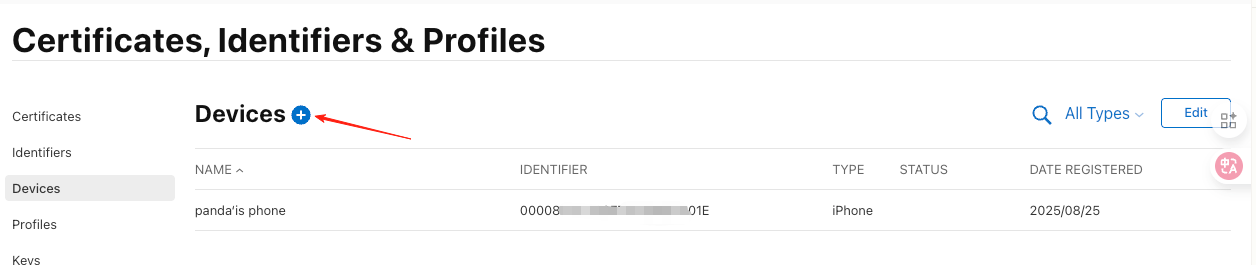 Certificates, Identifiers & Profiles
Certificates
Identifiers
Devices
Profiles
Keys
Devices
All Types
Edit
NAME IDENTIFIER TYPE STATUS DATE REGISTERED
panda'is phone 00008 01E iPhone 2025/08/25
中 A